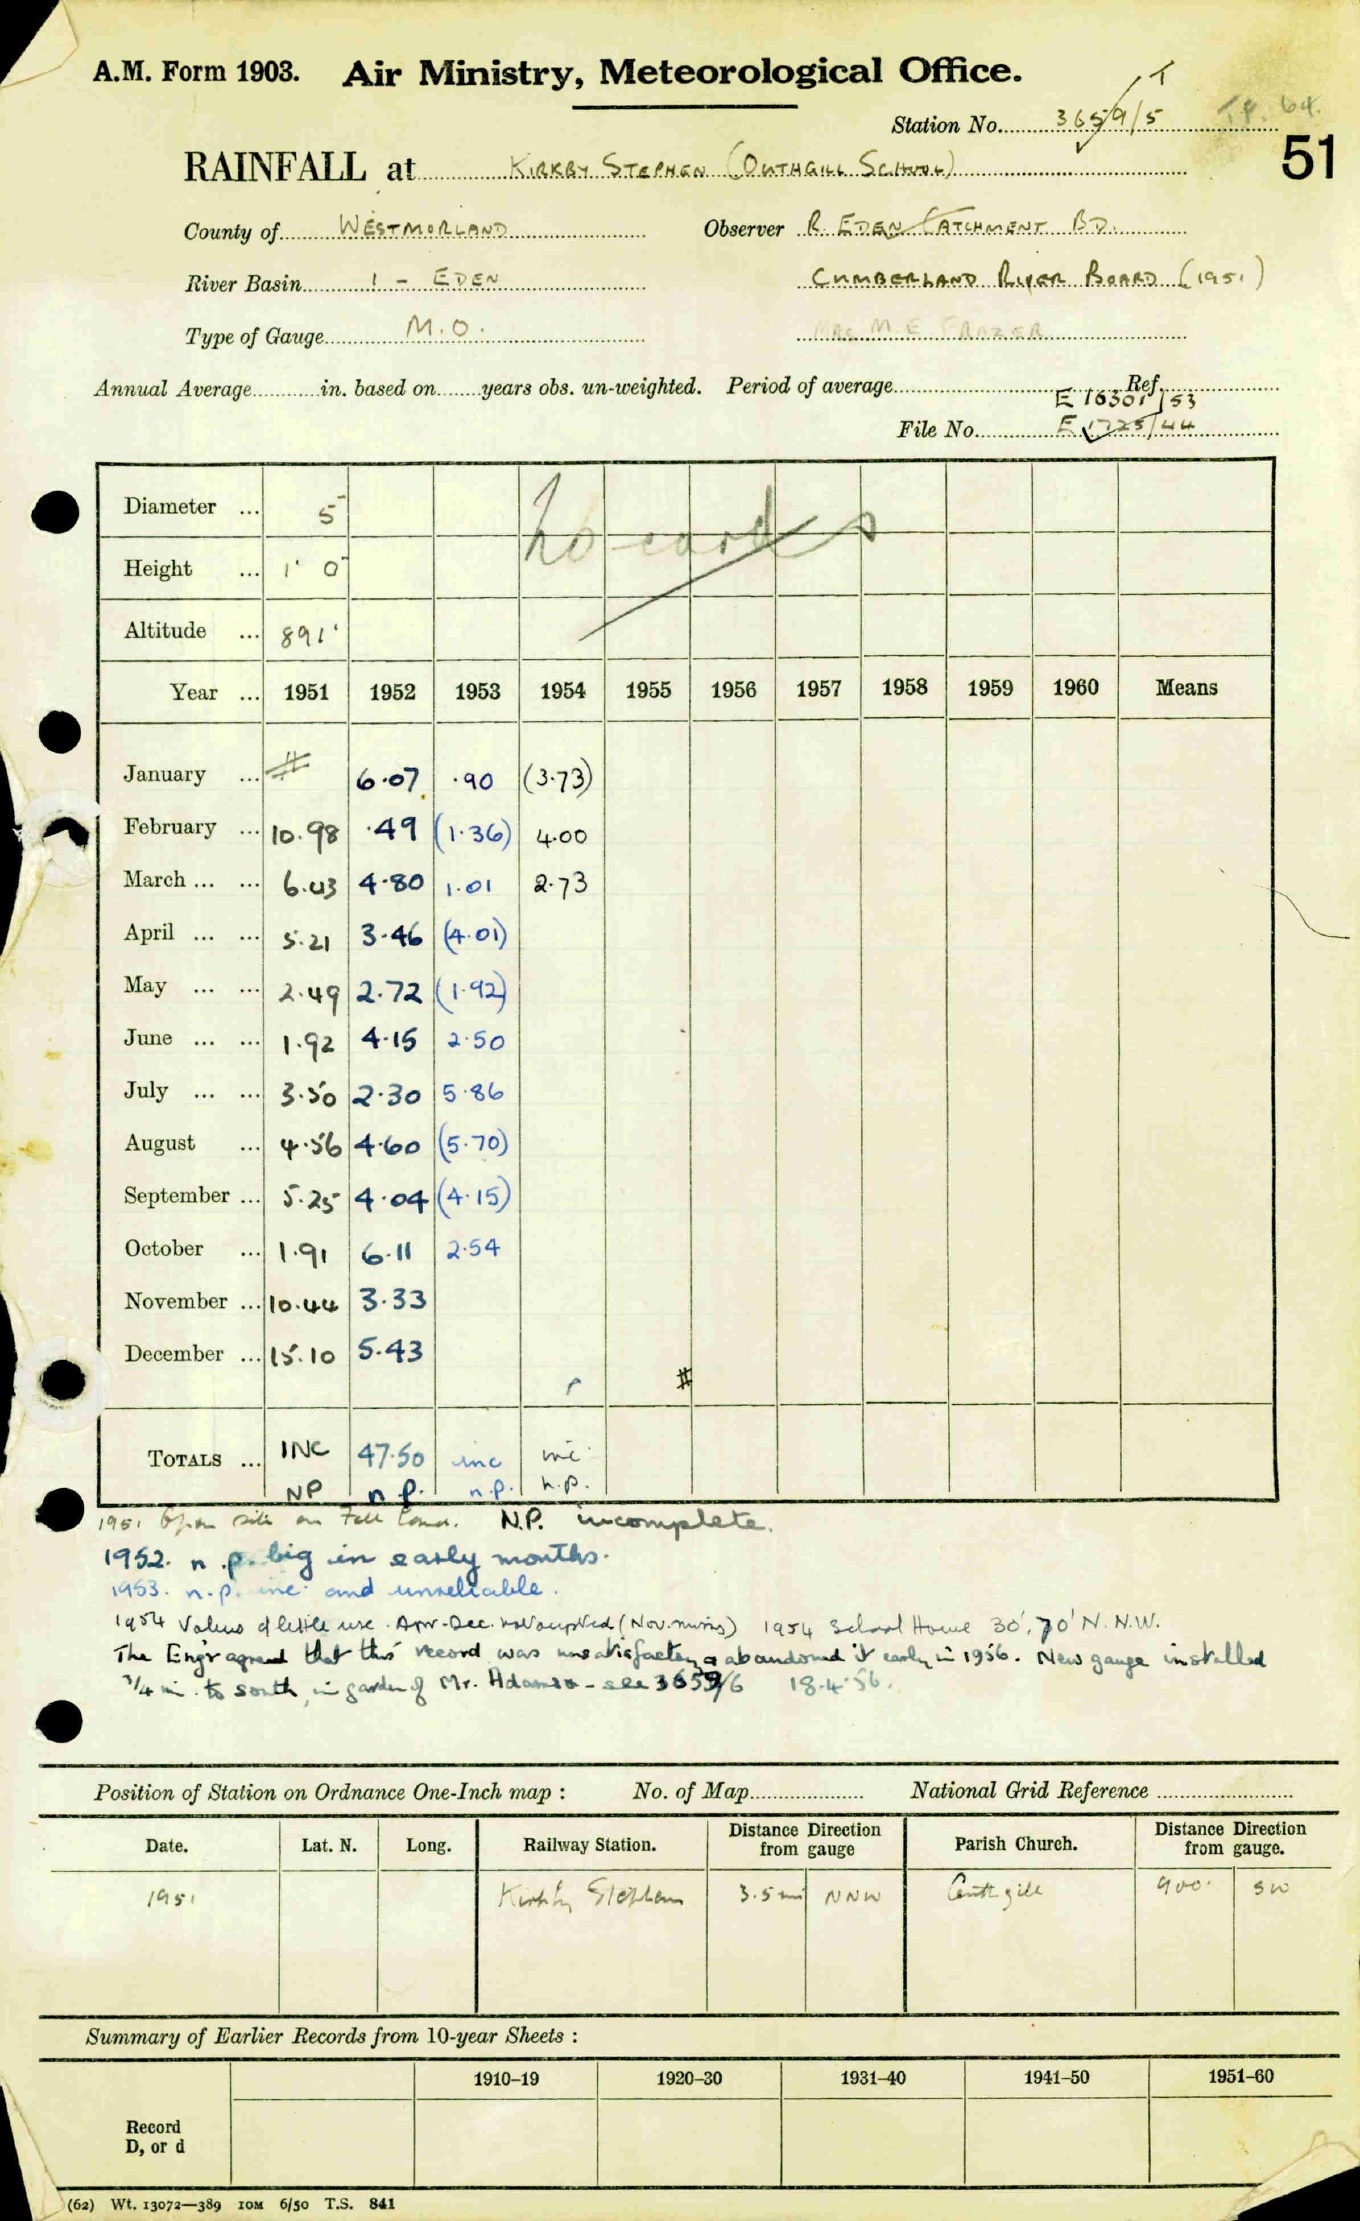 A.M. Form 1903. Air Ministry, Meteorological Office.
T
Station No. 3659/5
51
RAINFALL at KIRKBY STEPHEN (OUTHGILL SCHOOL)
County of WESTMORLAND Observer R. EDEN CATCHMENT BD.
River Basin 1 - EDEN CUMBERLAND RIVER BOARD (1951)
Type of Gauge M.O. MRS M.E. FRAZER
Annual Average in. based on years obs. un-weighted. Period of average Ref.
E 16301/53
File No. E 1725/44
Diameter ... 5"
no cards
Height ... 1' 0"
Altitude ... 891'
Year ... 1951 1952 1953 1954 1955 1956 1957 1958 1959 1960 Means
January ... # 6.07 .90 (3.73)
February ... 10.98 .49 (1.36) 4.00
March ... ... 6.03 4.80 1.01 2.73
April ... ... 5.21 3.46 (4.01)
May ... ... 2.49 2.72 (1.92)
June ... ... 1.92 4.15 2.50
July ... ... 3.50 2.30 5.86
August ... 4.56 4.60 (5.70)
September ... 5.25 4.04 (4.15)
October ... 1.91 6.11 2.54
November ... 10.44 3.33
December ... 15.10 5.43
#
TOTALS ... INC 47.50 inc inc
NP n.p. n.p. n.p.
1951 Open site on Fell land. N.P. incomplete.
1952. n.p. big in early months.
1953. n.p. inc. and unreliable.
1954 Values of little use. Apr-Dec. not accepted (Nov. missg) 1954 School House 30', 70' N.N.W.
The Engr agreed that this record was unsatisfactory & abandoned it early in 1956. New gauge installed
3/4 mi. to south, in garden of Mr. Adamson - see 3659/6 18.4.56.
Position of Station on Ordnance One-Inch map : No. of Map National Grid Reference
Date. Lat. N. Long. Railway Station. Distance Direction from gauge Parish Church. Distance Direction from gauge.
1951 Kirkby Stephen 3.5 mi NNW Outhgill 900' SW
Summary of Earlier Records from 10-year Sheets :
1910–19 1920–30 1931–40 1941–50 1951–60
Record
D, or d
(62) Wt. 13072—389 10M 6/50 T.S. 841